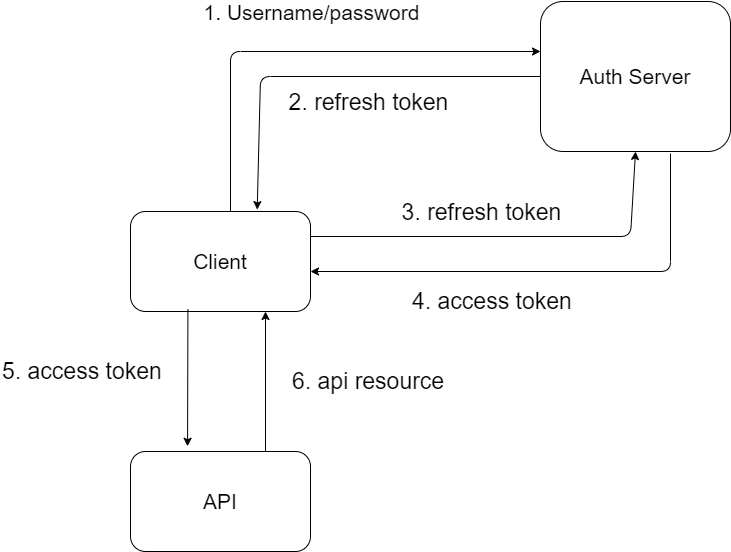 1. Username/password
Auth Server
2. refresh token
3. refresh token
Client
4. access token
5. access token
6. api resource
API